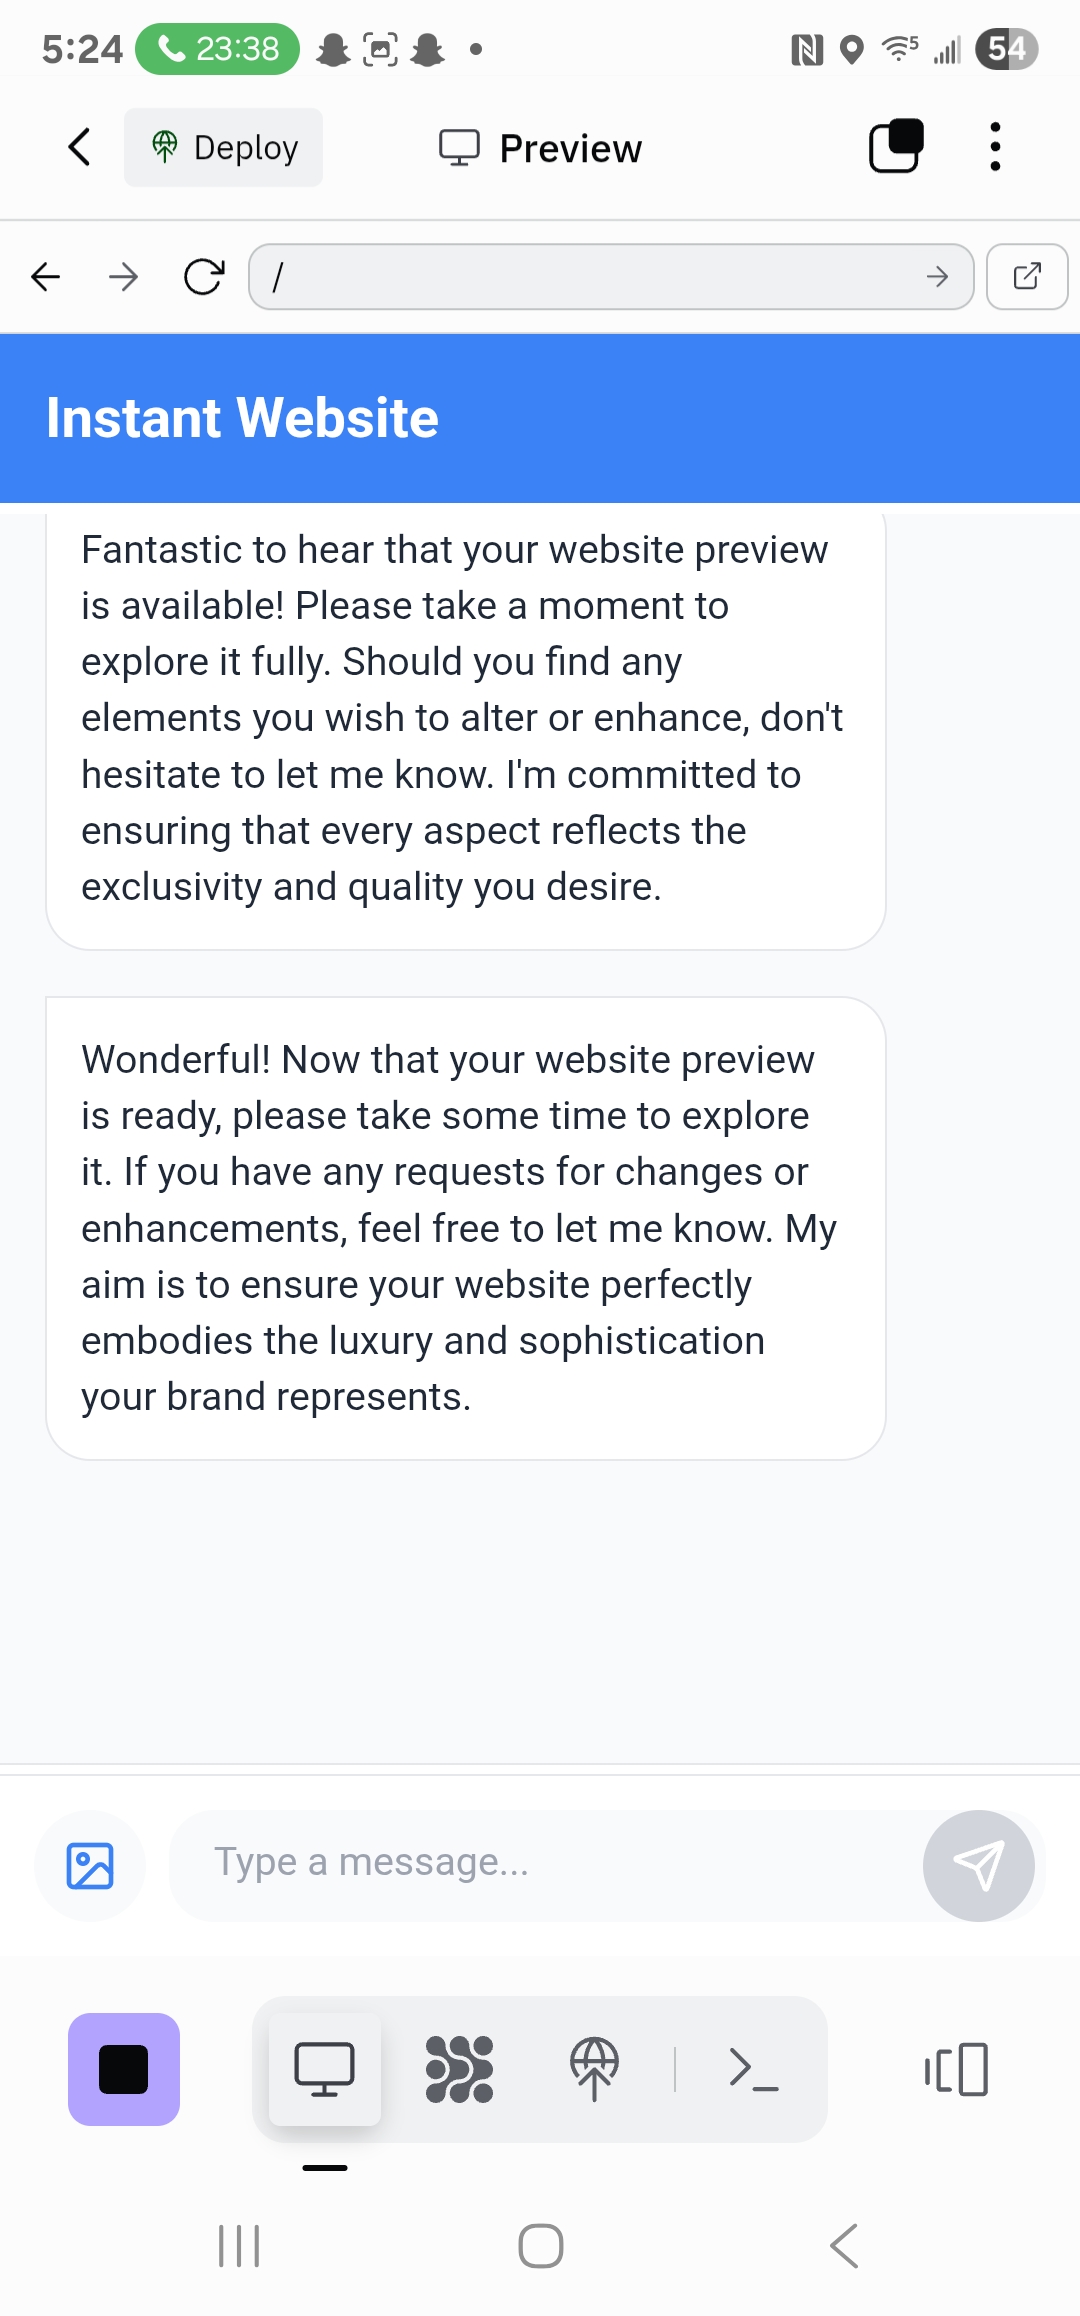 5:24 23:38 5 54
Deploy Preview
/
Instant Website
Fantastic to hear that your website preview
is available! Please take a moment to
explore it fully. Should you find any
elements you wish to alter or enhance, don't
hesitate to let me know. I'm committed to
ensuring that every aspect reflects the
exclusivity and quality you desire.
Wonderful! Now that your website preview
is ready, please take some time to explore
it. If you have any requests for changes or
enhancements, feel free to let me know. My
aim is to ensure your website perfectly
embodies the luxury and sophistication
your brand represents.
Type a message...